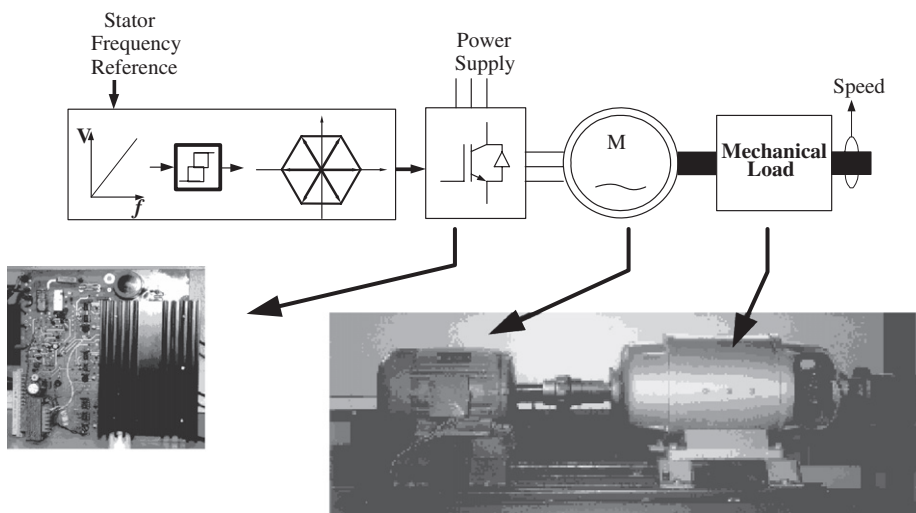 Stator
Frequency
Reference
Power
Supply
Speed
V
f
M
Mechanical
Load